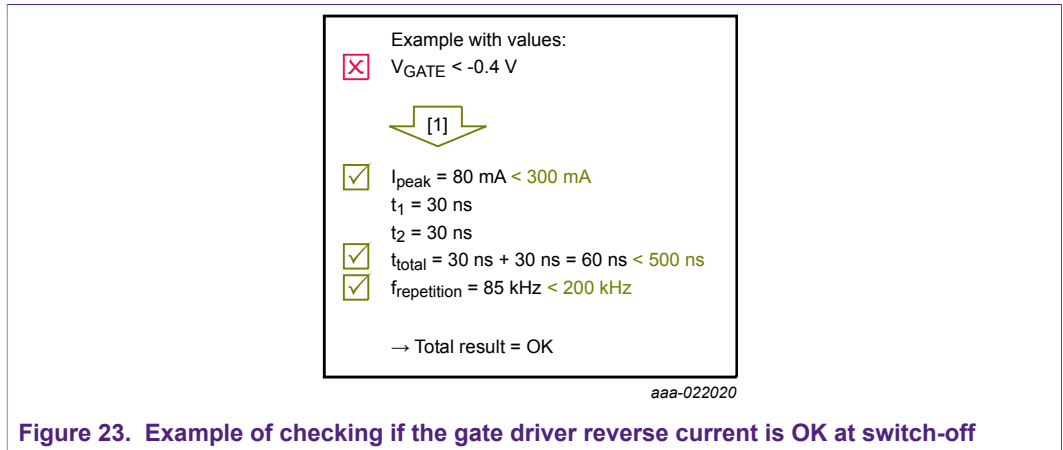 Example with values:
VGATE < -0.4 V
[1]
Ipeak = 80 mA < 300 mA
t1 = 30 ns
t2 = 30 ns
ttotal = 30 ns + 30 ns = 60 ns < 500 ns
frepetition = 85 kHz < 200 kHz
→ Total result = OK
aaa-022020
Figure 23. Example of checking if the gate driver reverse current is OK at switch-off